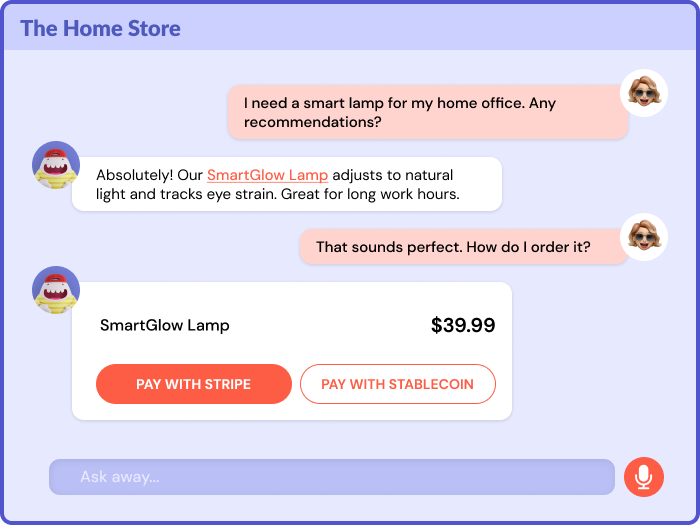 The Home Store
I need a smart lamp for my home office. Any
recommendations?
Absolutely! Our SmartGlow Lamp adjusts to natural
light and tracks eye strain. Great for long work hours.
That sounds perfect. How do I order it?
SmartGlow Lamp $39.99
PAY WITH STRIPE PAY WITH STABLECOIN
Ask away...